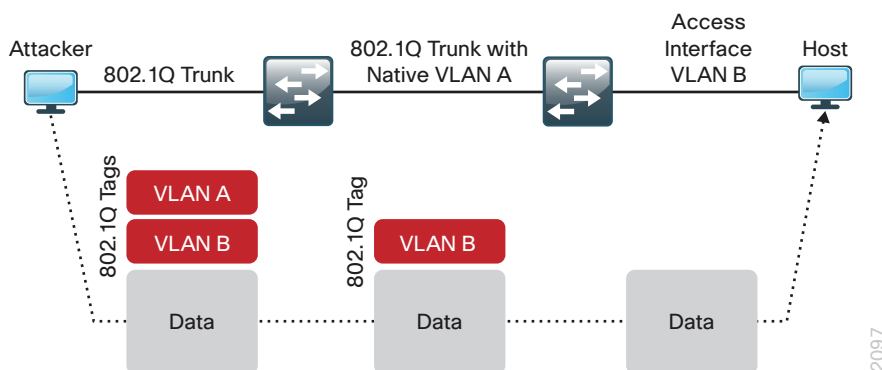 Attacker
802.1Q Trunk
802.1Q Trunk with
Native VLAN A
Access
Interface
VLAN B
Host
802.1Q Tags
VLAN A
VLAN B
802.1Q Tag
VLAN B
Data
Data
Data
2097